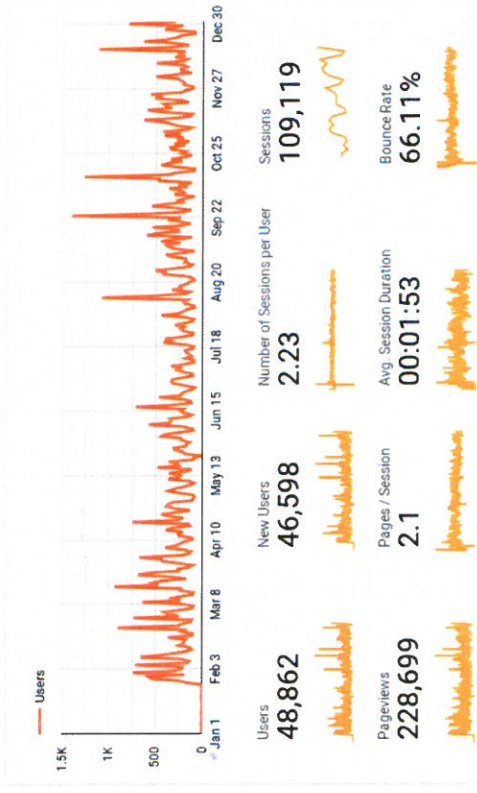 Users
1.5K
1K
500
0
Jan 1 Feb 3 Mar 8 Apr 10 May 13 Jun 15 Jul 18 Aug 20 Sep 22 Oct 25 Nov 27 Dec 30
Users New Users Number of Sessions per User Sessions
48,862 46,598 2.23 109,119
Pageviews Pages / Session Avg. Session Duration Bounce Rate
228,699 2.1 00:01:53 66.11%